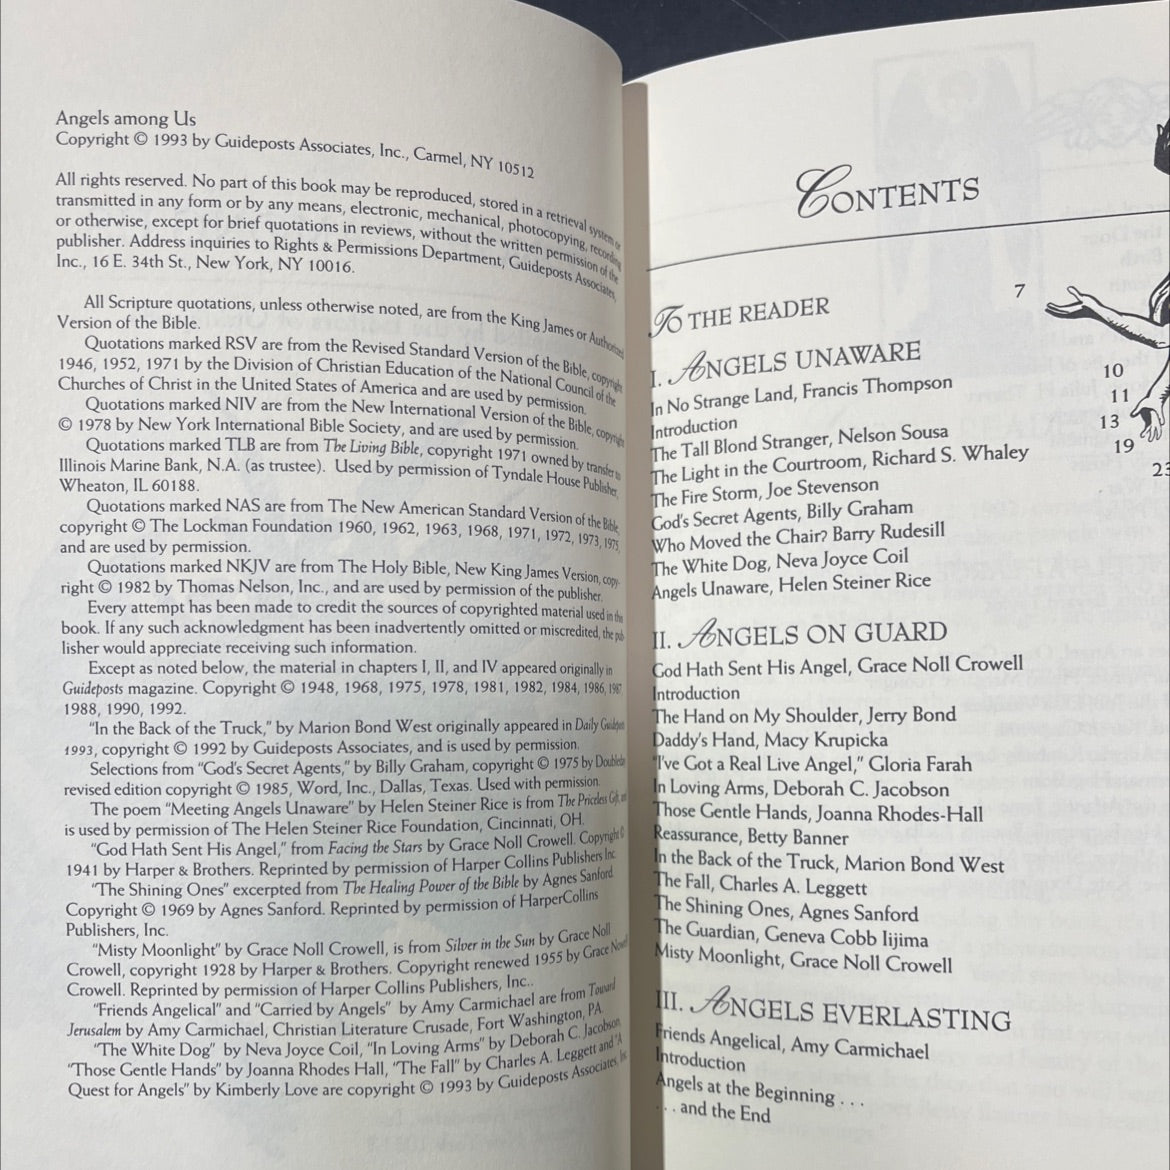 Angels among Us
Copyright © 1993 by Guideposts Associates, Inc., Carmel, NY 10512
All rights reserved. No part of this book may be reproduced, stored in a retrieval system or
transmitted in any form or by any means, electronic, mechanical, photocopying, recording
or otherwise, except for brief quotations in reviews, without the written permission of the
publisher. Address inquiries to Rights & Permissions Department, Guideposts Associates,
Inc., 16 E. 34th St., New York, NY 10016.
All Scripture quotations, unless otherwise noted, are from the King James or Authorized
Version of the Bible.
Quotations marked RSV are from the Revised Standard Version of the Bible, copyright
1946, 1952, 1971 by the Division of Christian Education of the National Council of the
Churches of Christ in the United States of America and are used by permission.
Quotations marked NIV are from the New International Version of the Bible, copyright
© 1978 by New York International Bible Society, and are used by permission.
Quotations marked TLB are from The Living Bible, copyright 1971 owned by transfer to
Illinois Marine Bank, N.A. (as trustee). Used by permission of Tyndale House Publisher,
Wheaton, IL 60188.
Quotations marked NAS are from The New American Standard Version of the Bible,
copyright © The Lockman Foundation 1960, 1962, 1963, 1968, 1971, 1972, 1973, 1975,
and are used by permission.
Quotations marked NKJV are from The Holy Bible, New King James Version, copy-
right © 1982 by Thomas Nelson, Inc., and are used by permission of the publisher.
Every attempt has been made to credit the sources of copyrighted material used in the
book. If any such acknowledgment has been inadvertently omitted or miscredited, the pub-
lisher would appreciate receiving such information.
Except as noted below, the material in chapters I, II, and IV appeared originally in
Guideposts magazine. Copyright © 1948, 1968, 1975, 1978, 1981, 1982, 1984, 1986, 1987
1988, 1990, 1992.
"In the Back of the Truck," by Marion Bond West originally appeared in Daily Guideposts
1993, copyright © 1992 by Guideposts Associates, and is used by permission.
Selections from "God's Secret Agents," by Billy Graham, copyright © 1975 by Doubleday
revised edition copyright © 1985, Word, Inc., Dallas, Texas. Used with permission.
The poem "Meeting Angels Unaware" by Helen Steiner Rice is from The Priceless Gift, and
is used by permission of The Helen Steiner Rice Foundation, Cincinnati, OH.
"God Hath Sent His Angel," from Facing the Stars by Grace Noll Crowell. Copyright ©
1941 by Harper & Brothers. Reprinted by permission of Harper Collins Publishers Inc.
"The Shining Ones" excerpted from The Healing Power of the Bible by Agnes Sanford.
Copyright © 1969 by Agnes Sanford. Reprinted by permission of HarperCollins
Publishers, Inc.
"Misty Moonlight" by Grace Noll Crowell, is from Silver in the Sun by Grace Noll
Crowell, copyright 1928 by Harper & Brothers. Copyright renewed 1955 by Grace Nowell
Crowell. Reprinted by permission of Harper Collins Publishers, Inc..
"Friends Angelical" and "Carried by Angels" by Amy Carmichael are from Toward
Jerusalem by Amy Carmichael, Christian Literature Crusade, Fort Washington, PA.
"The White Dog" by Neva Joyce Coil, "In Loving Arms" by Deborah C. Jacobson,
"Those Gentle Hands" by Joanna Rhodes Hall, "The Fall" by Charles A. Leggett and "A
Quest for Angels" by Kimberly Love are copyright © 1993 by Guideposts Associates, Inc
CONTENTS
TO THE READER 7
I. ANGELS UNAWARE
In No Strange Land, Francis Thompson 10
Introduction 11
The Tall Blond Stranger, Nelson Sousa 13
The Light in the Courtroom, Richard S. Whaley 19
The Fire Storm, Joe Stevenson 23
God's Secret Agents, Billy Graham
Who Moved the Chair? Barry Rudesill
The White Dog, Neva Joyce Coil
Angels Unaware, Helen Steiner Rice
II. ANGELS ON GUARD
God Hath Sent His Angel, Grace Noll Crowell
Introduction
The Hand on My Shoulder, Jerry Bond
Daddy's Hand, Macy Krupicka
"I've Got a Real Live Angel," Gloria Farah
In Loving Arms, Deborah C. Jacobson
Those Gentle Hands, Joanna Rhodes-Hall
Reassurance, Betty Banner
In the Back of the Truck, Marion Bond West
The Fall, Charles A. Leggett
The Shining Ones, Agnes Sanford
The Guardian, Geneva Cobb Iijima
Misty Moonlight, Grace Noll Crowell
III. ANGELS EVERLASTING
Friends Angelical, Amy Carmichael
Introduction
Angels at the Beginning . . .
. . . and the End